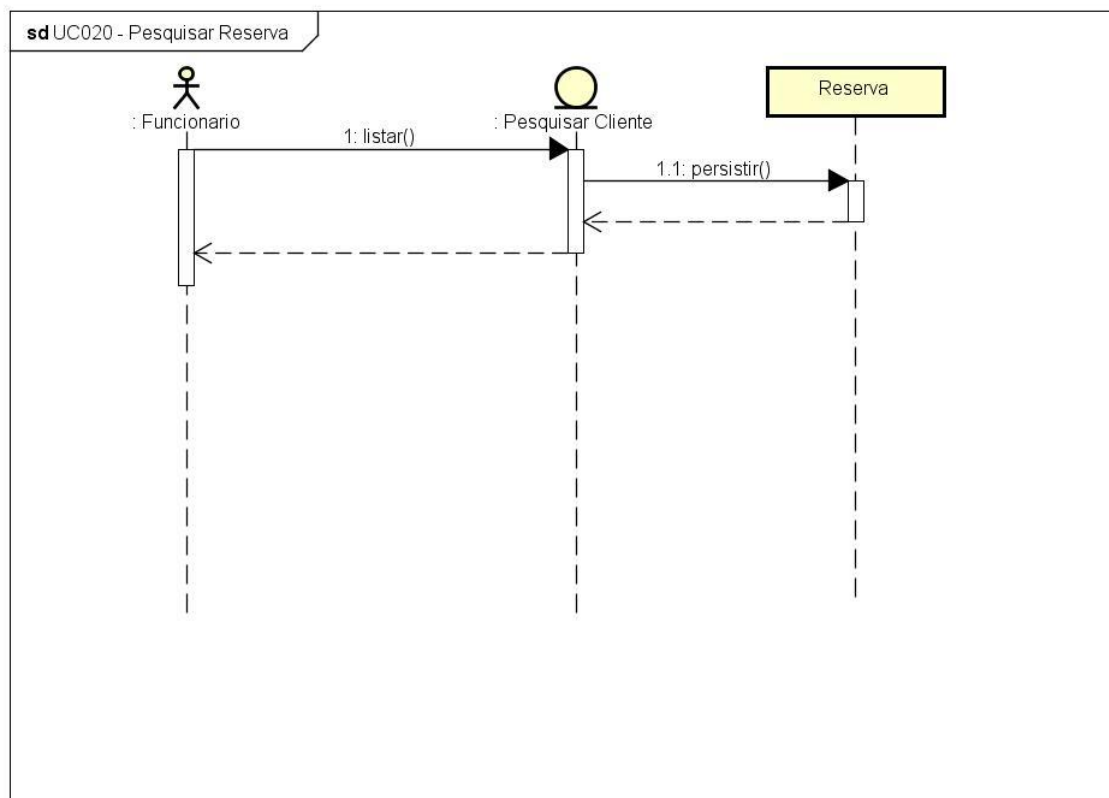 sd UC020 - Pesquisar Reserva
: Funcionario
: Pesquisar Cliente
Reserva
1: listar()
1.1: persistir()